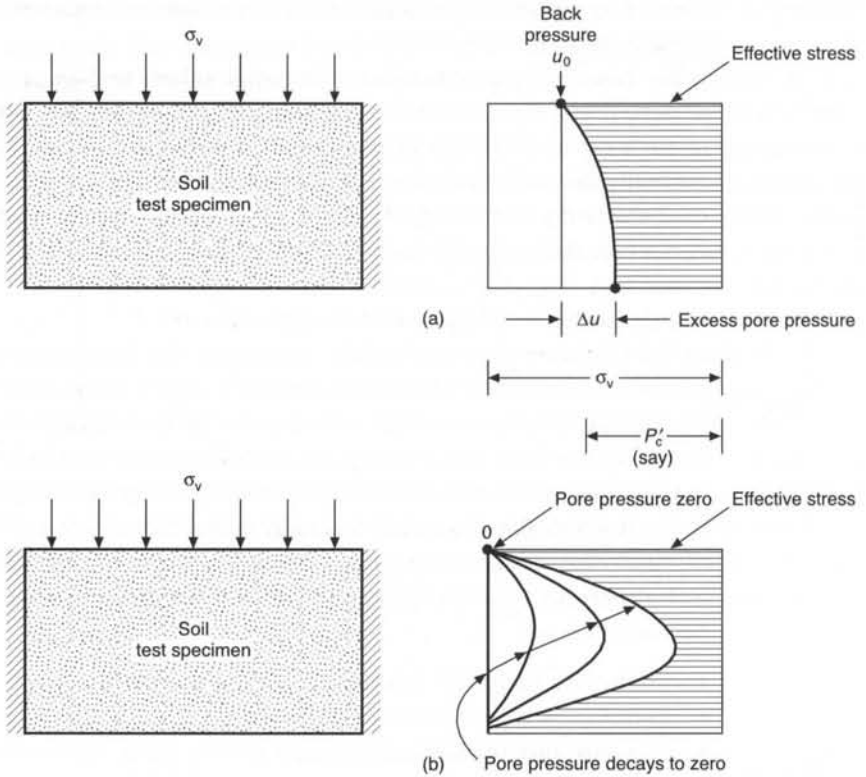 σv
Back
pressure
u0
Effective stress
Soil
test specimen
(a)
Δu
Excess pore pressure
σv
P′c
(say)
σv
Pore pressure zero
Effective stress
0
Soil
test specimen
(b)
Pore pressure decays to zero